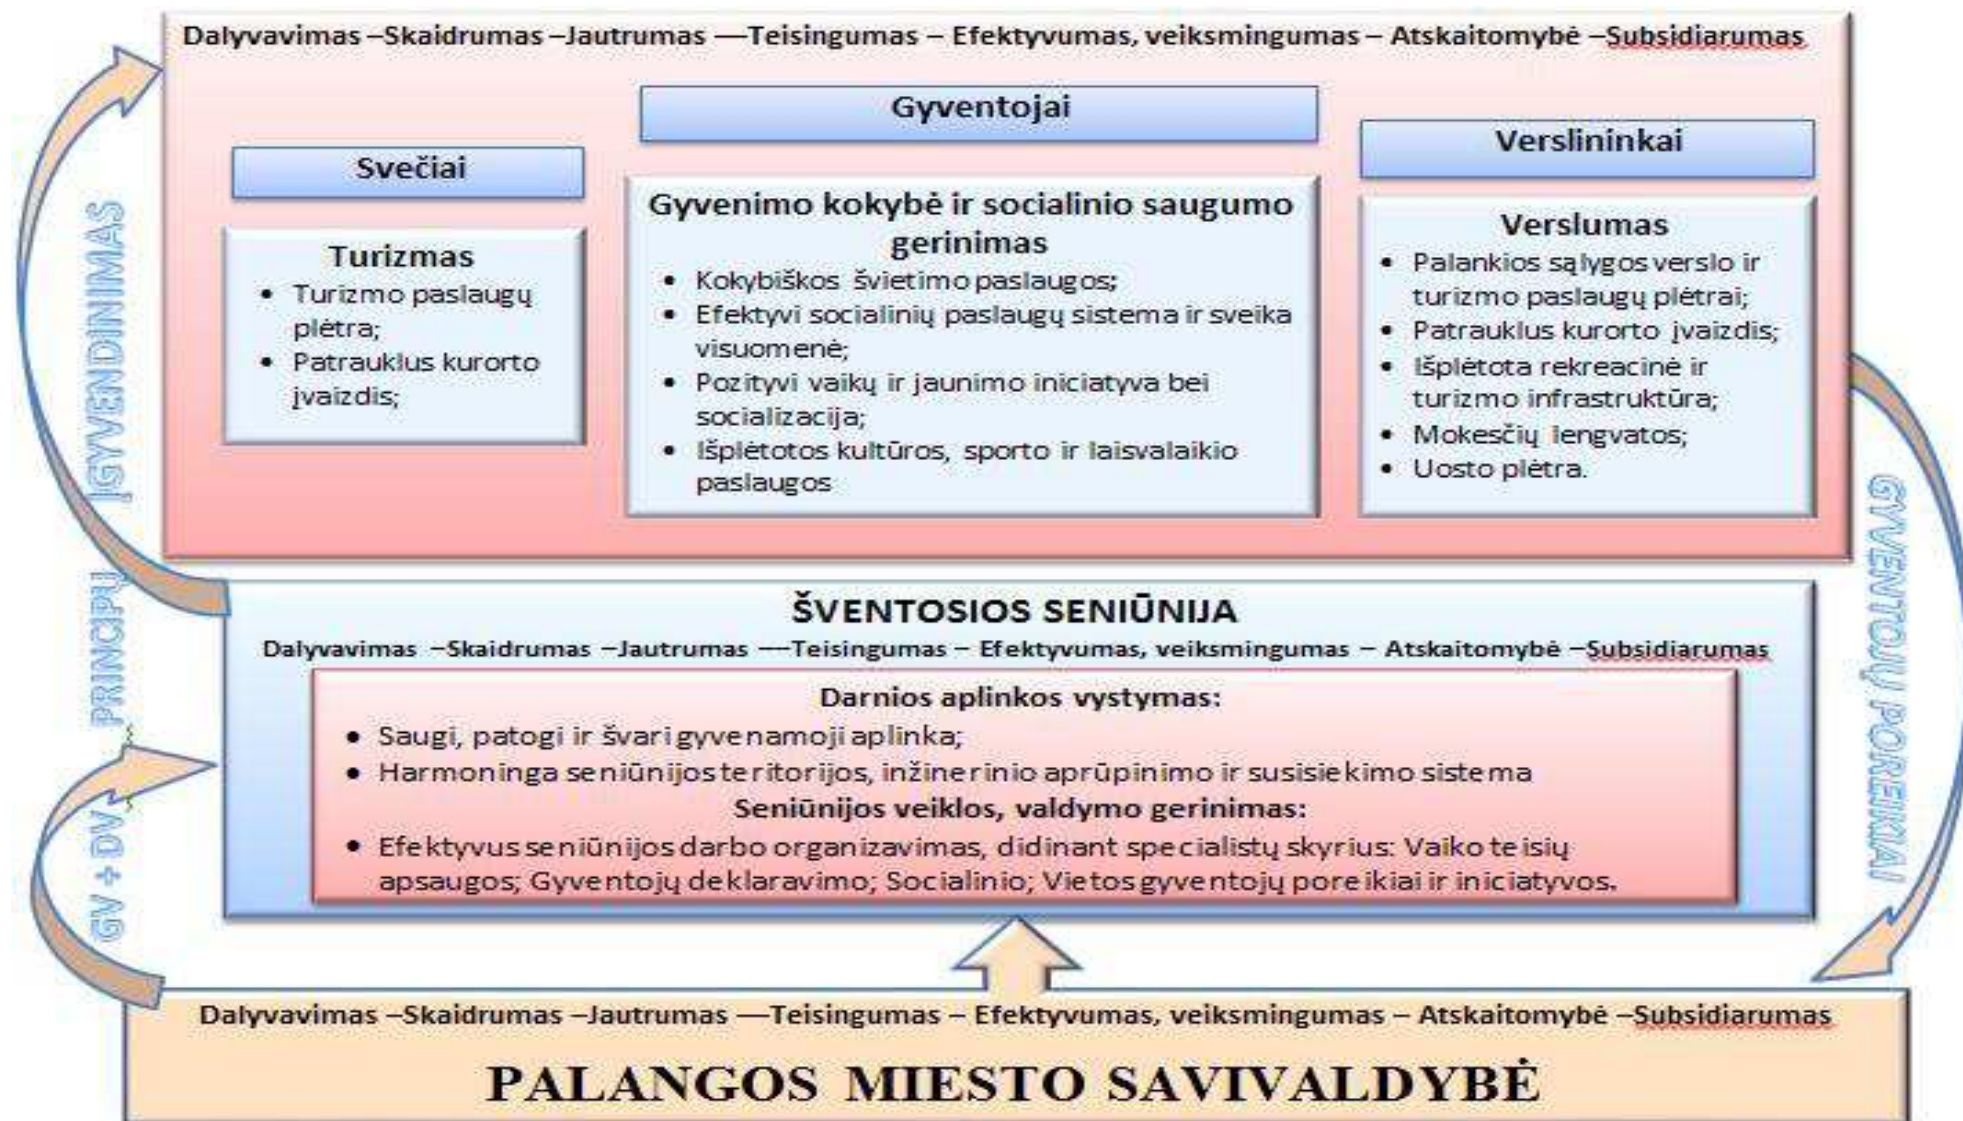 Dalyvavimas –Skaidrumas –Jautrumas —Teisingumas – Efektyvumas, veiksmingumas – Atskaitomybė –Subsidiarumas
Gyventojai
Verslininkai
Svečiai
Gyvenimo kokybė ir socialinio saugumo
gerinimas
• Kokybiškos švietimo paslaugos;
• Efektyvi socialinių paslaugų sistema ir sveika
visuomenė;
• Pozityvi vaikų ir jaunimo iniciatyva bei
socializacija;
• Išplėtotos kultūros, sporto ir laisvalaikio
paslaugos
Verslumas
• Palankios sąlygos verslo ir
turizmo paslaugų plėtrai;
• Patrauklus kurorto įvaizdis;
• Išplėtota rekreacinė ir
turizmo infrastruktūra;
• Mokesčių lengvatos;
• Uosto plėtra.
Turizmas
• Turizmo paslaugų
plėtra;
• Patrauklus kurorto
įvaizdis;
GV + DV PRINCIPŲ ĮGYVENDINIMAS
GYVENTOJŲ POREIKIAI
ŠVENTOSIOS SENIŪNIJA
Dalyvavimas –Skaidrumas –Jautrumas —Teisingumas – Efektyvumas, veiksmingumas – Atskaitomybė –Subsidiarumas
Darnios aplinkos vystymas:
• Saugi, patogi ir švari gyvenamoji aplinka;
• Harmoninga seniūnijos teritorijos, inžinerinio aprūpinimo ir susisiekimo sistema
Seniūnijos veiklos, valdymo gerinimas:
• Efektyvus seniūnijos darbo organizavimas, didinant specialistų skyrius: Vaiko teisių
apsaugos; Gyventojų deklaravimo; Socialinio; Vietos gyventojų poreikiai ir iniciatyvos.
Dalyvavimas –Skaidrumas –Jautrumas —Teisingumas – Efektyvumas, veiksmingumas – Atskaitomybė –Subsidiarumas
PALANGOS MIESTO SAVIVALDYBĖ